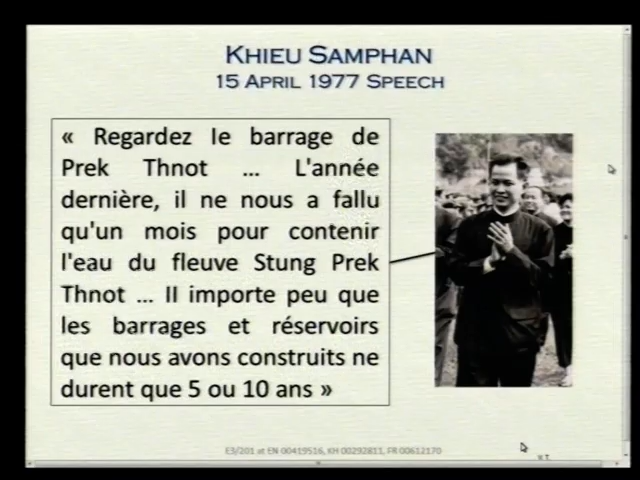 KHIEU SAMPHAN
15 APRIL 1977 SPEECH
« Regardez le barrage de
Prek Thnot ... L'année
dernière, il ne nous a fallu
qu'un mois pour contenir
l'eau du fleuve Stung Prek
Thnot ... Il importe peu que
les barrages et réservoirs
que nous avons construits ne
durent que 5 ou 10 ans »
E3/201 at EN 00419516, KH 00292811, FR 00612170